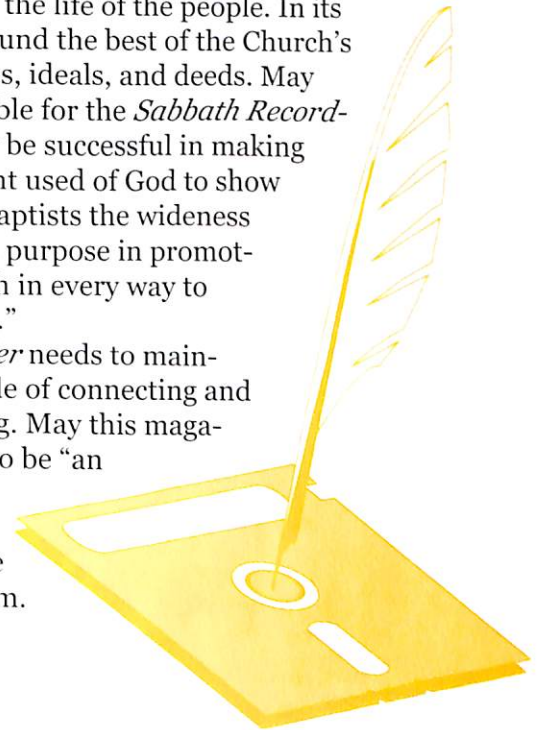 the life of the people. In its
und the best of the Church's
s, ideals, and deeds. May
ble for the Sabbath Record-
be successful in making
nt used of God to show
aptists the wideness
purpose in promot-
n in every way to
."
er needs to main-
le of connecting and
g. May this maga-
o be "an
e
m.